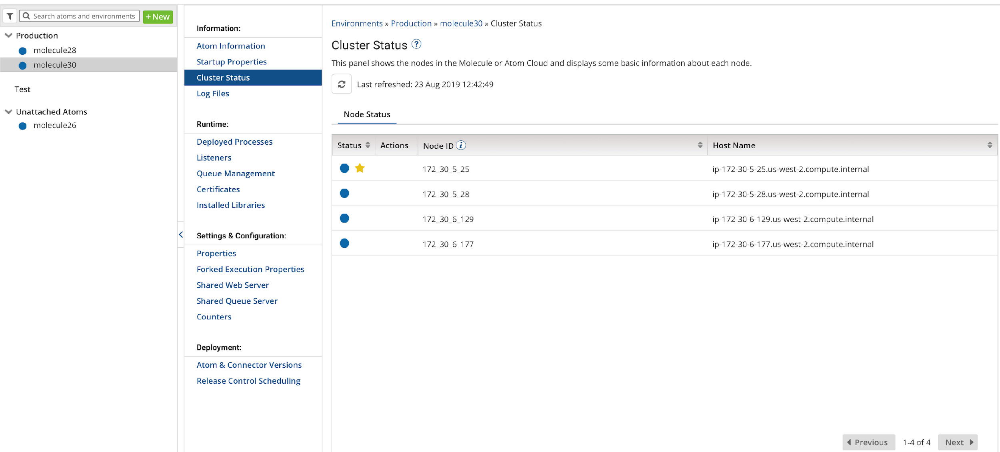 Search atoms and environments
+New
Production
molecule28
molecule30
Test
Unattached Atoms
molecule26
Information:
Atom Information
Startup Properties
Cluster Status
Log Files
Runtime:
Deployed Processes
Listeners
Queue Management
Certificates
Installed Libraries
Settings & Configuration:
Properties
Forked Execution Properties
Shared Web Server
Shared Queue Server
Counters
Deployment:
Atom & Connector Versions
Release Control Scheduling
Environments » Production » molecule30 » Cluster Status
Cluster Status ?
This panel shows the nodes in the Molecule or Atom Cloud and displays some basic information about each node.
Last refreshed: 23 Aug 2019 12:42:49
Node Status
Status Actions Node ID i Host Name
172_30_5_25 ip-172-30-5-25.us-west-2.compute.internal
172_30_5_28 ip-172-30-5-28.us-west-2.compute.internal
172_30_6_129 ip-172-30-6-129.us-west-2.compute.internal
172_30_6_177 ip-172-30-6-177.us-west-2.compute.internal
Previous 1-4 of 4 Next